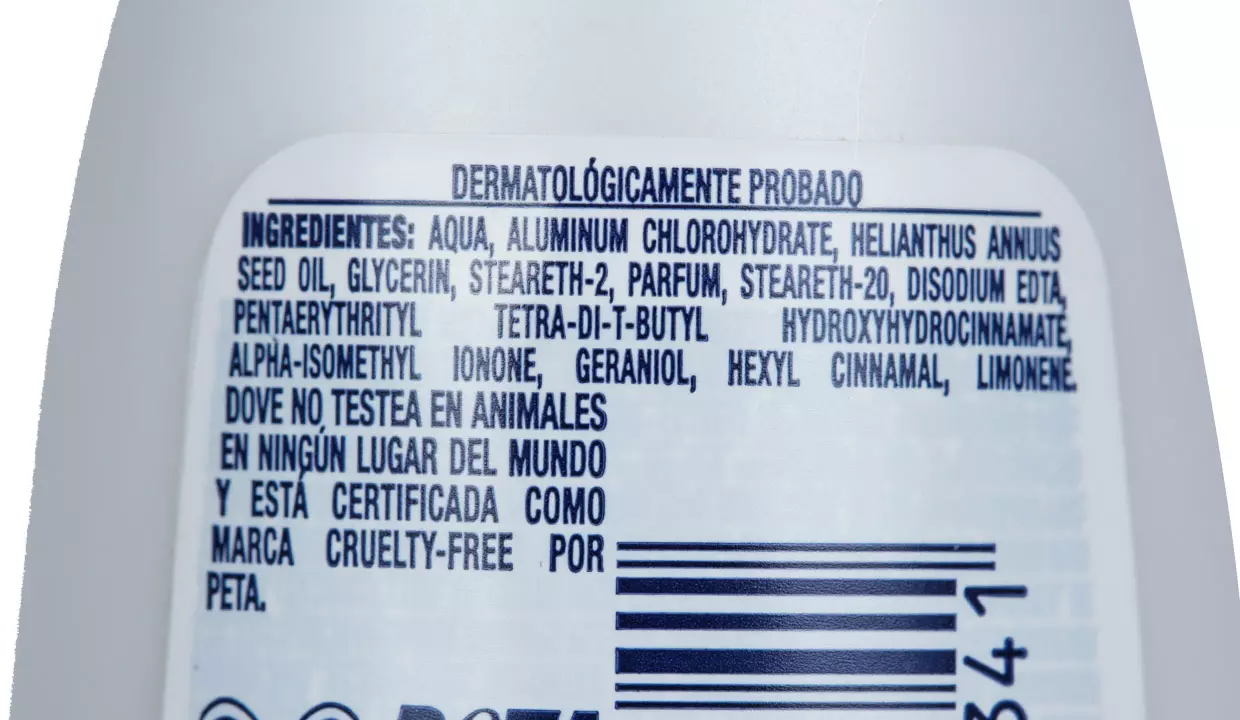 DERMATOLÓGICAMENTE PROBADO
INGREDIENTES: AQUA, ALUMINUM CHLOROHYDRATE, HELIANTHUS ANNUUS
SEED OIL, GLYCERIN, STEARETH-2, PARFUM, STEARETH-20, DISODIUM EDTA,
PENTAERYTHRITYL TETRA-DI-T-BUTYL HYDROXYHYDROCINNAMATE,
ALPHA-ISOMETHYL IONONE, GERANIOL, HEXYL CINNAMAL, LIMONENE.
DOVE NO TESTEA EN ANIMALES
EN NINGÚN LUGAR DEL MUNDO
Y ESTÁ CERTIFICADA COMO
MARCA CRUELTY-FREE POR
PETA.
341